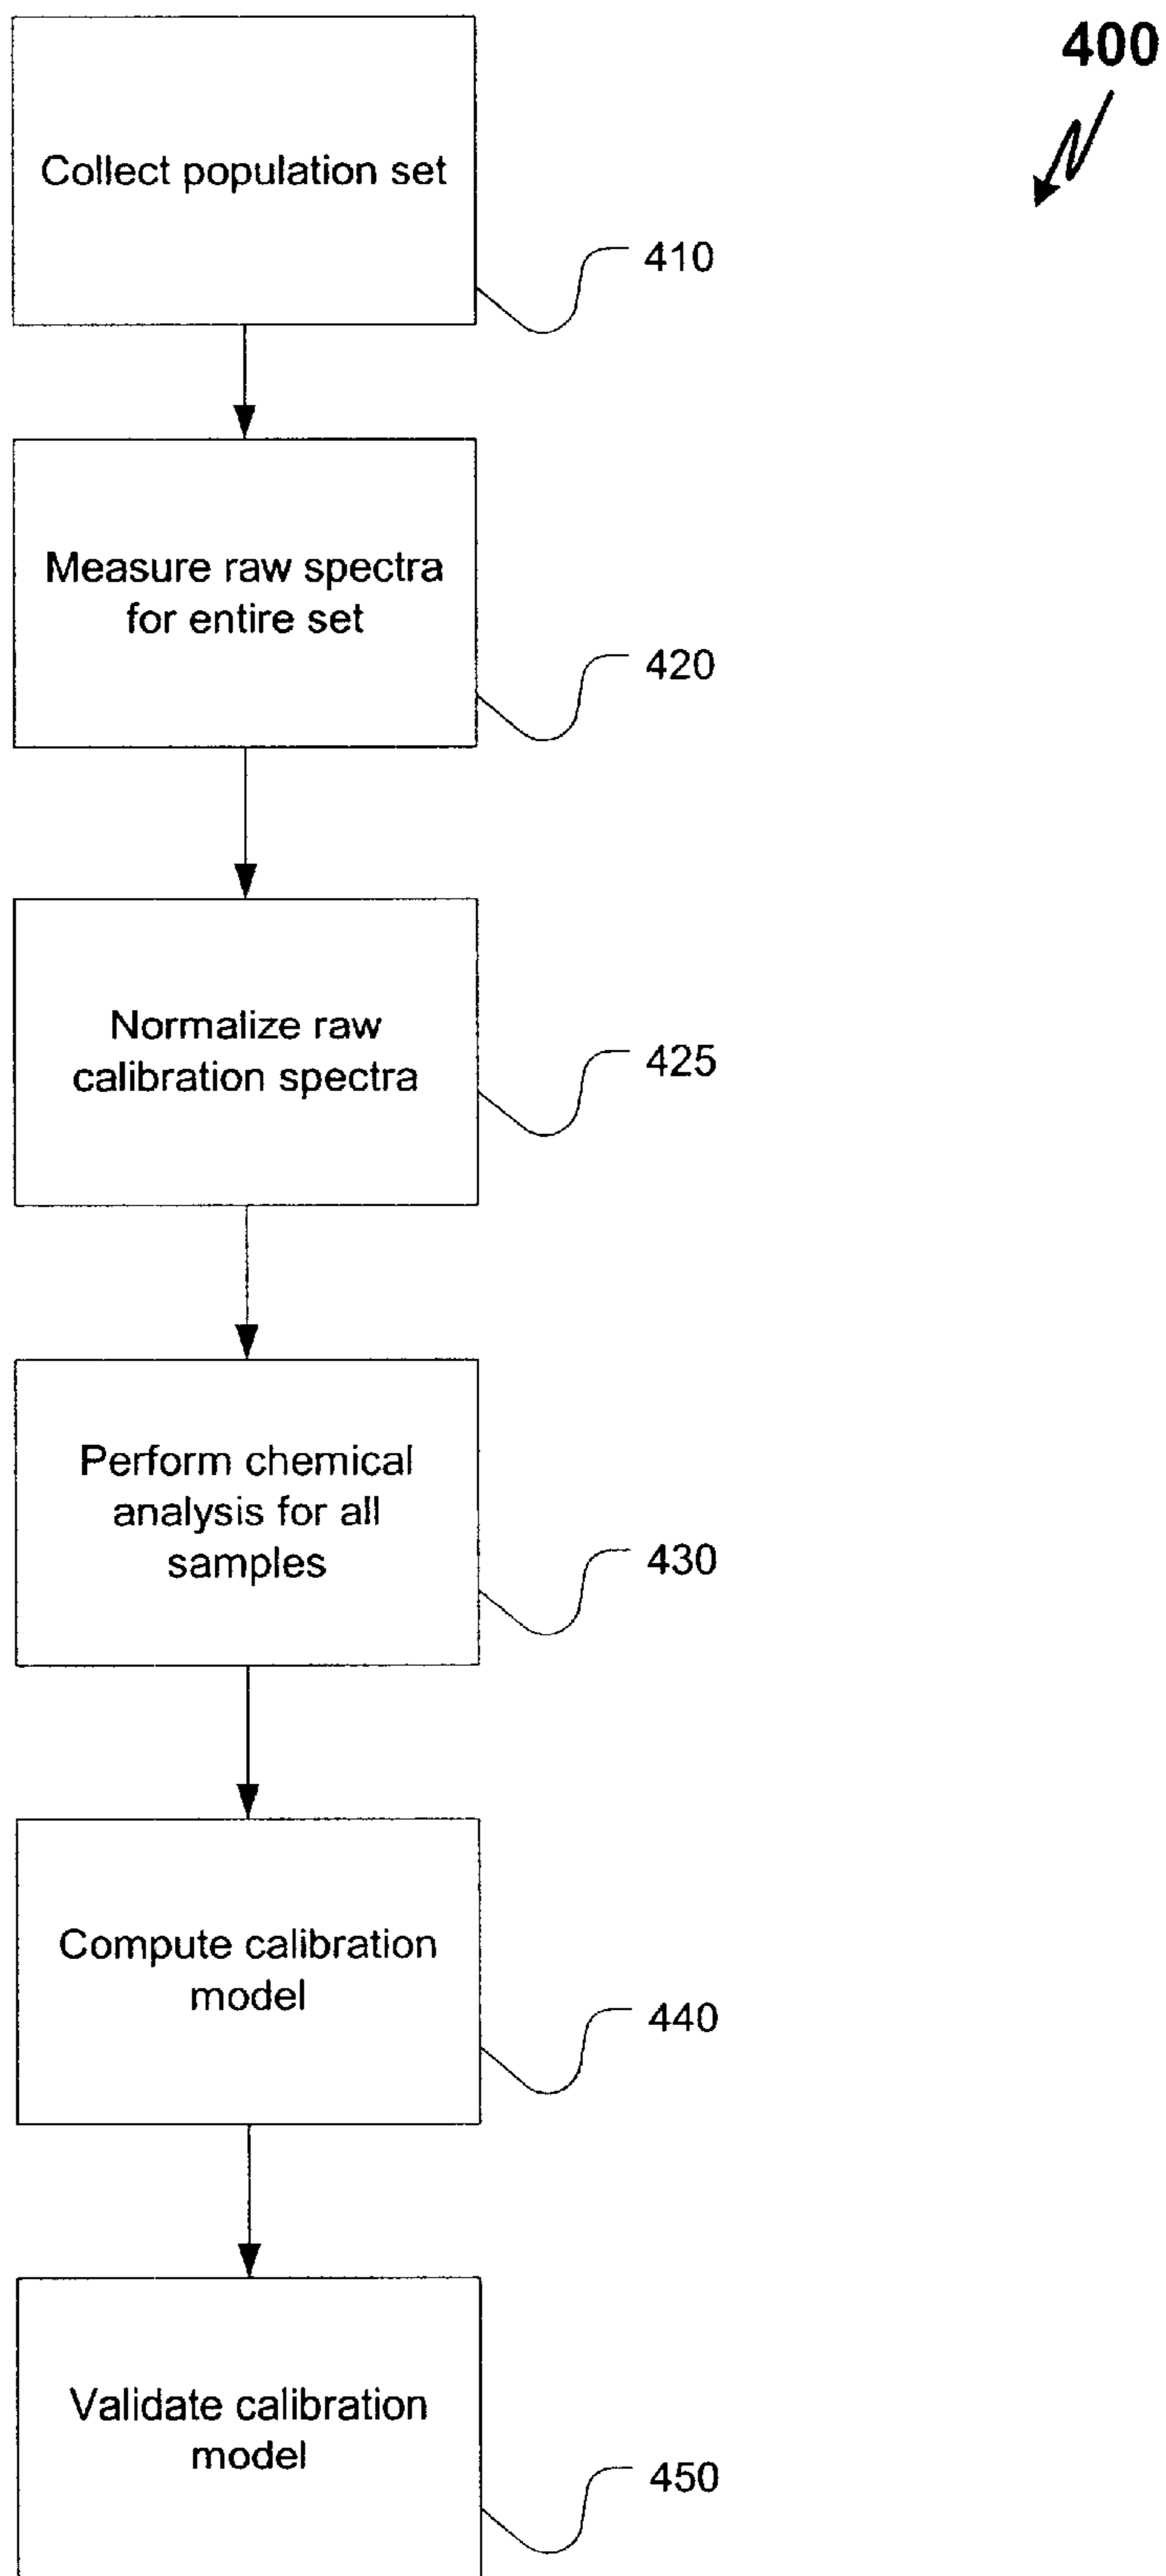 400
Collect population set
410
Measure raw spectra
for entire set
420
Normalize raw
calibration spectra
425
Perform chemical
analysis for all
samples
430
Compute calibration
model
440
Validate calibration
model
450